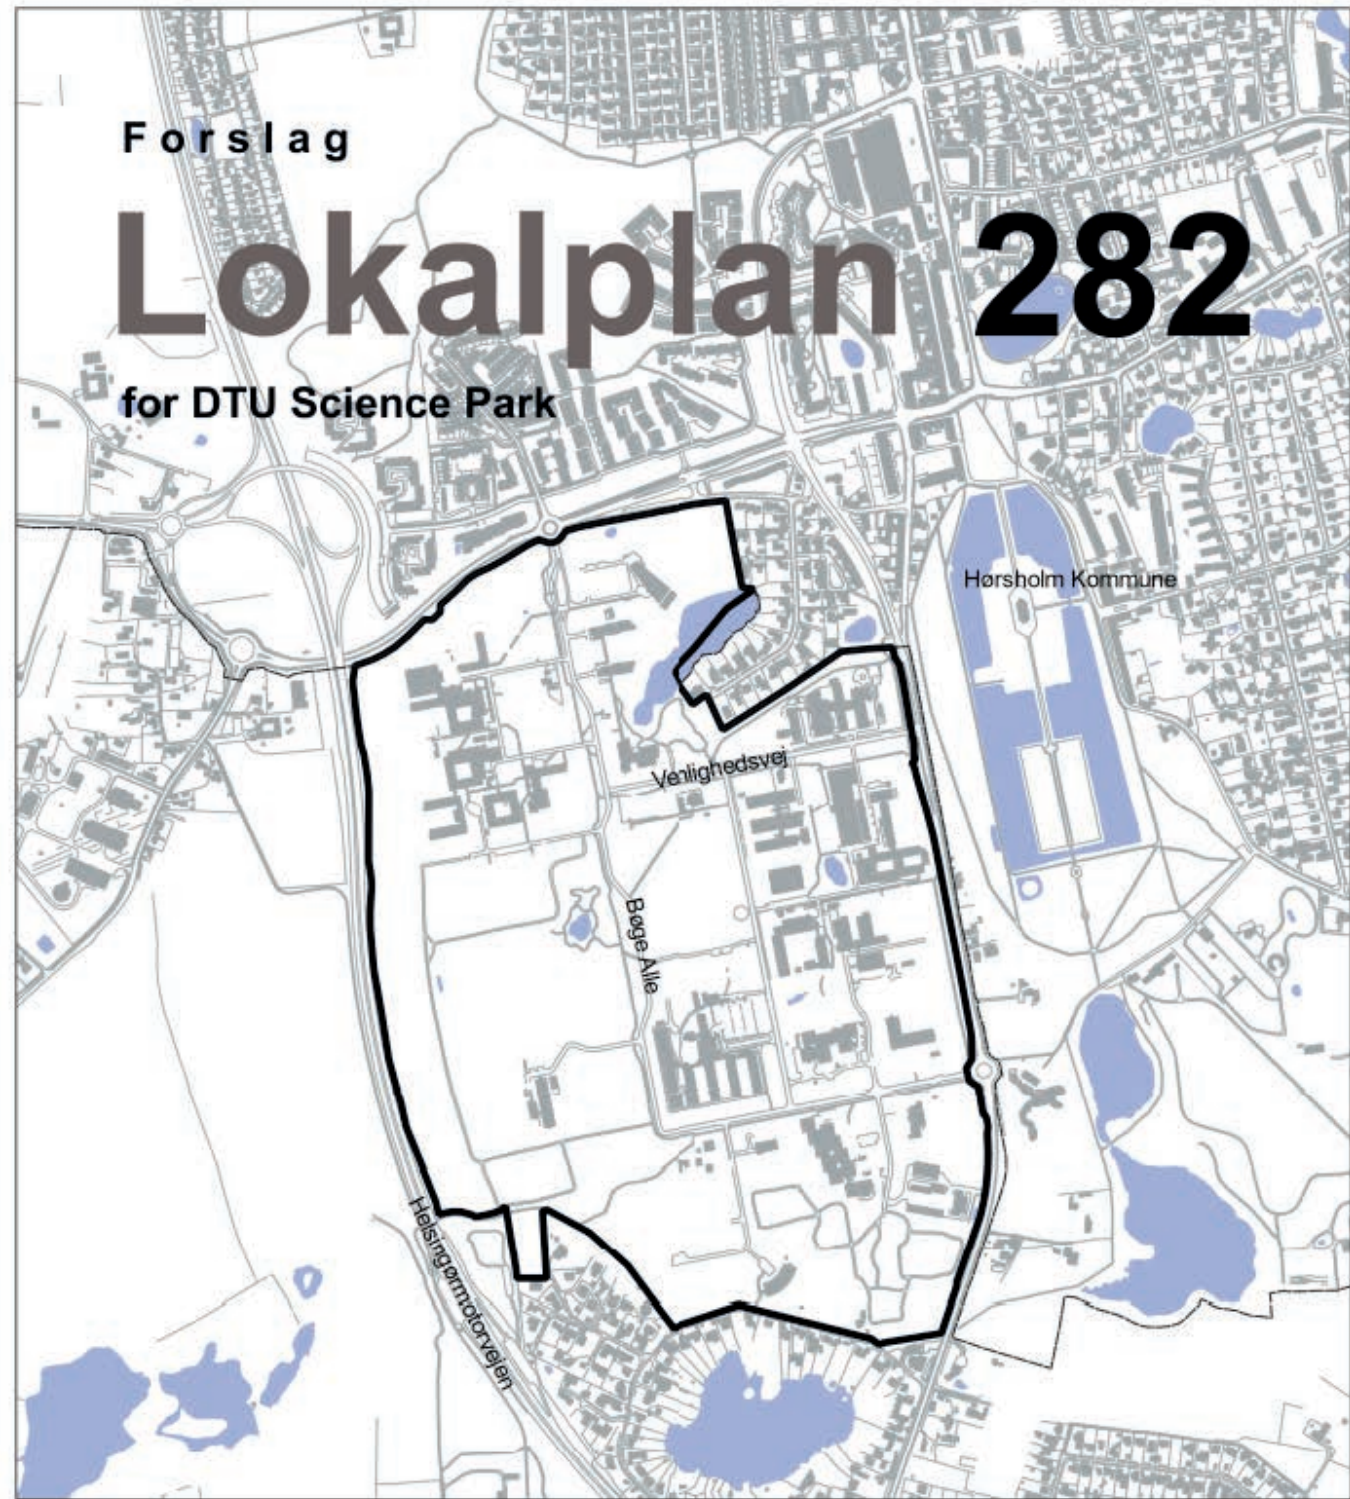 Forslag
Lokalplan 282
for DTU Science Park
Hørsholm Kommune
Venlighedsvej
Bøge Alle
Helsingørmotorvejen